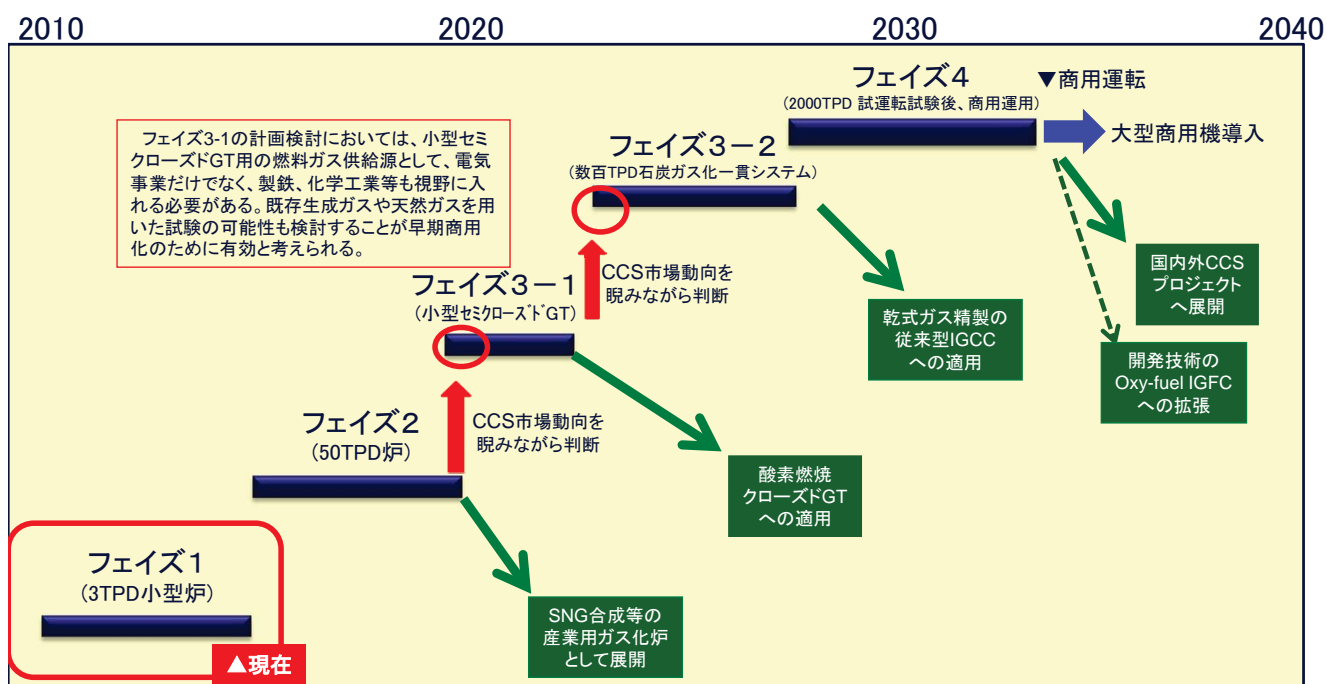 2010
2020
2030
2040
フェイズ4
(2000TPD 試運転試験後、商用運用)
▼商用運転
大型商用機導入
フェイズ3-1の計画検討においては、小型セミ
クローズドGT用の燃料ガス供給源として、電気
事業だけでなく、製鉄、化学工業等も視野に入
れる必要がある。既存生成ガスや天然ガスを用
いた試験の可能性も検討することが早期商用
化のために有効と考えられる。
フェイズ3-2
(数百TPD石炭ガス化一貫システム)
CCS市場動向を
睨みながら判断
フェイズ3-1
(小型セミクローズドGT)
国内外CCS
プロジェクト
へ展開
乾式ガス精製の
従来型IGCC
への適用
開発技術の
Oxy-fuel IGFC
への拡張
フェイズ2
(50TPD炉)
CCS市場動向を
睨みながら判断
酸素燃焼
クローズドGT
への適用
フェイズ1
(3TPD小型炉)
SNG合成等の
産業用ガス化炉
として展開
▲現在